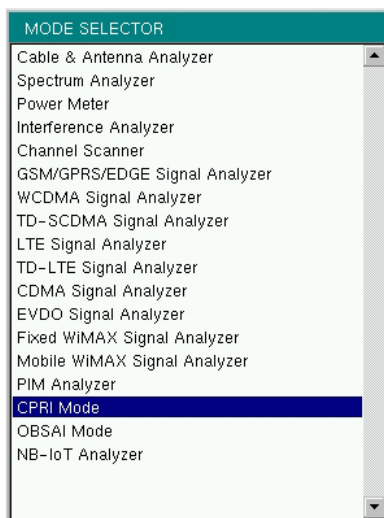 MODE SELECTOR
Cable & Antenna Analyzer
Spectrum Analyzer
Power Meter
Interference Analyzer
Channel Scanner
GSM/GPRS/EDGE Signal Analyzer
WCDMA Signal Analyzer
TD-SCDMA Signal Analyzer
LTE Signal Analyzer
TD-LTE Signal Analyzer
CDMA Signal Analyzer
EVDO Signal Analyzer
Fixed WiMAX Signal Analyzer
Mobile WiMAX Signal Analyzer
PIM Analyzer
CPRI Mode
OBSAI Mode
NB-IoT Analyzer